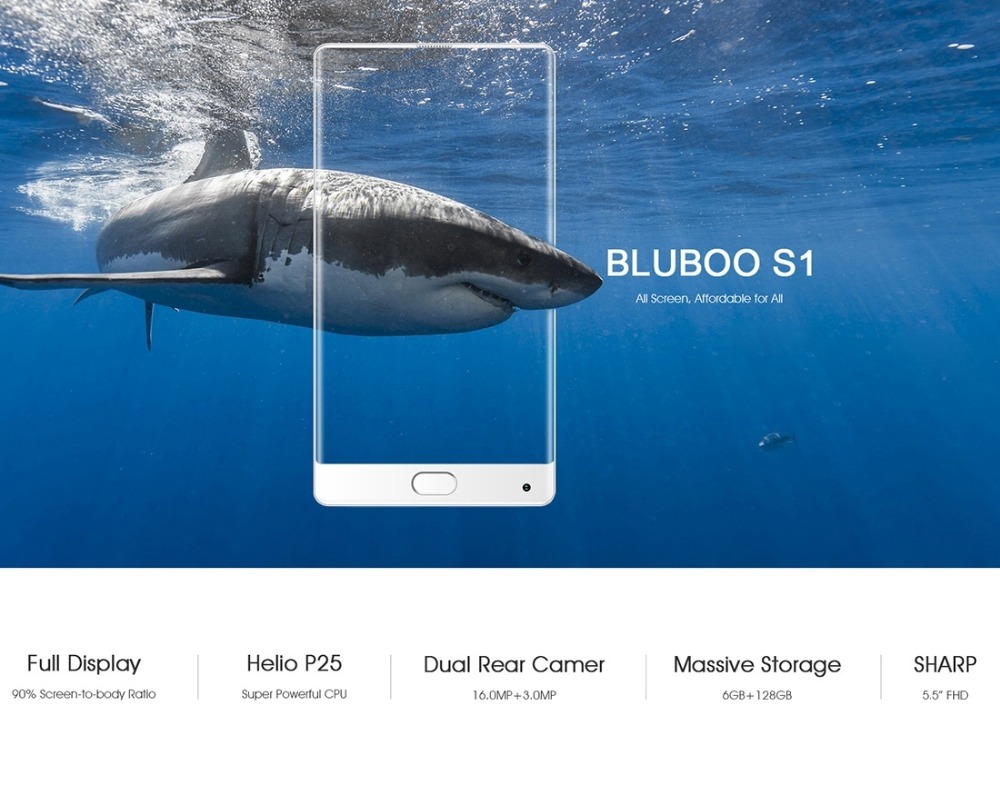 BLUBOO S1
All Screen, Affordable for All
Full Display
90% Screen-to-body Ratio
Helio P25
Super Powerful CPU
Dual Rear Camer
16.0MP+3.0MP
Massive Storage
6GB+128GB
SHARP
5.5” FHD